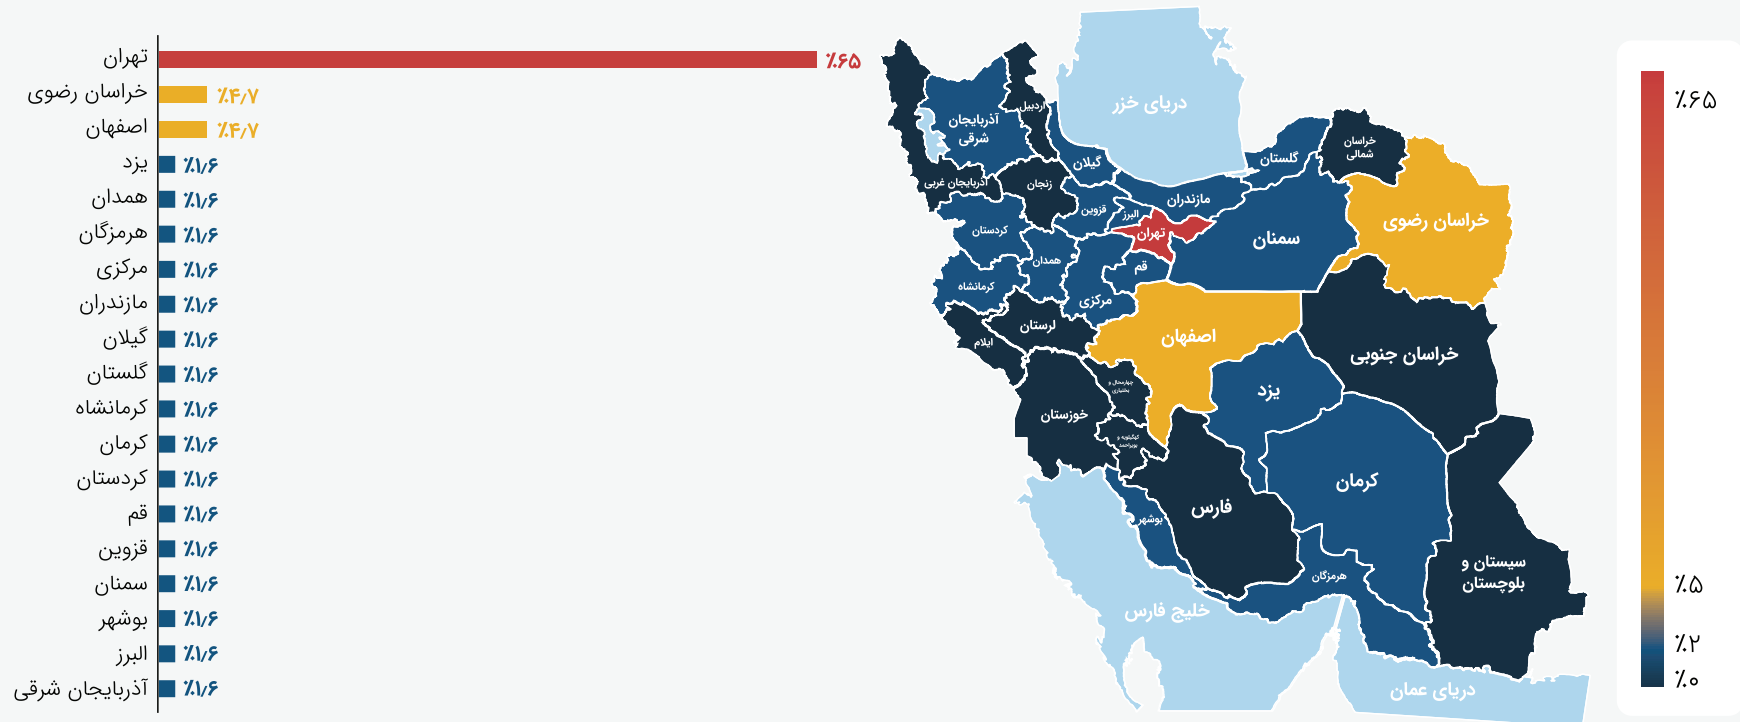 تهران ٪۶۵
خراسان رضوی ٪۴٫۷
اصفهان ٪۴٫۷
یزد ٪۱٫۶
همدان ٪۱٫۶
هرمزگان ٪۱٫۶
مرکزی ٪۱٫۶
مازندران ٪۱٫۶
گیلان ٪۱٫۶
گلستان ٪۱٫۶
کرمانشاه ٪۱٫۶
کرمان ٪۱٫۶
کردستان ٪۱٫۶
قم ٪۱٫۶
قزوین ٪۱٫۶
سمنان ٪۱٫۶
بوشهر ٪۱٫۶
البرز ٪۱٫۶
آذربایجان شرقی ٪۱٫۶
دریای خزر
اردبیل
آذربایجان
شرقی
گیلان
گلستان
خراسان
شمالی
آذربایجان غربی
زنجان
مازندران
قزوین
البرز
تهران
خراسان رضوی
کردستان
سمنان
همدان
قم
کرمانشاه
مرکزی
لرستان
اصفهان
ایلام
خراسان جنوبی
چهارمحال و
بختیاری
یزد
خوزستان
کهگیلویه و
بویراحمد
کرمان
فارس
بوشهر
سیستان و
بلوچستان
هرمزگان
خلیج فارس
دریای عمان
٪۶۵
٪۵
٪۲
٪۰